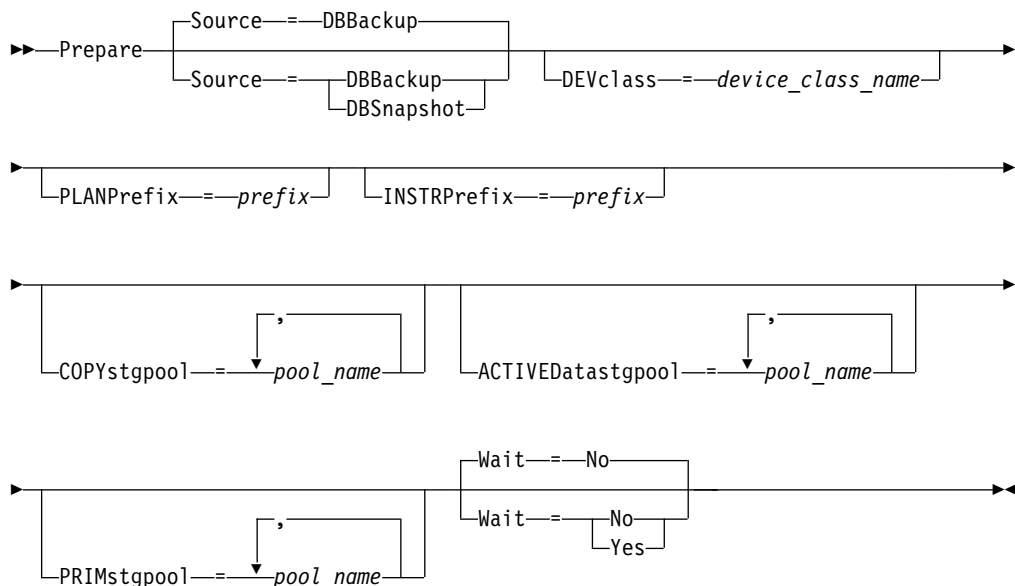 Source = DBBackup
Prepare
Source = DBBackup
DBSnapshot
DEVclass = device_class_name
PLANPrefix = prefix
INSTRPrefix = prefix
,
COPYstgpool = pool_name
,
ACTIVEDatastgpool = pool_name
,
PRIMstgpool = pool_name
Wait = No
Wait = No
Yes